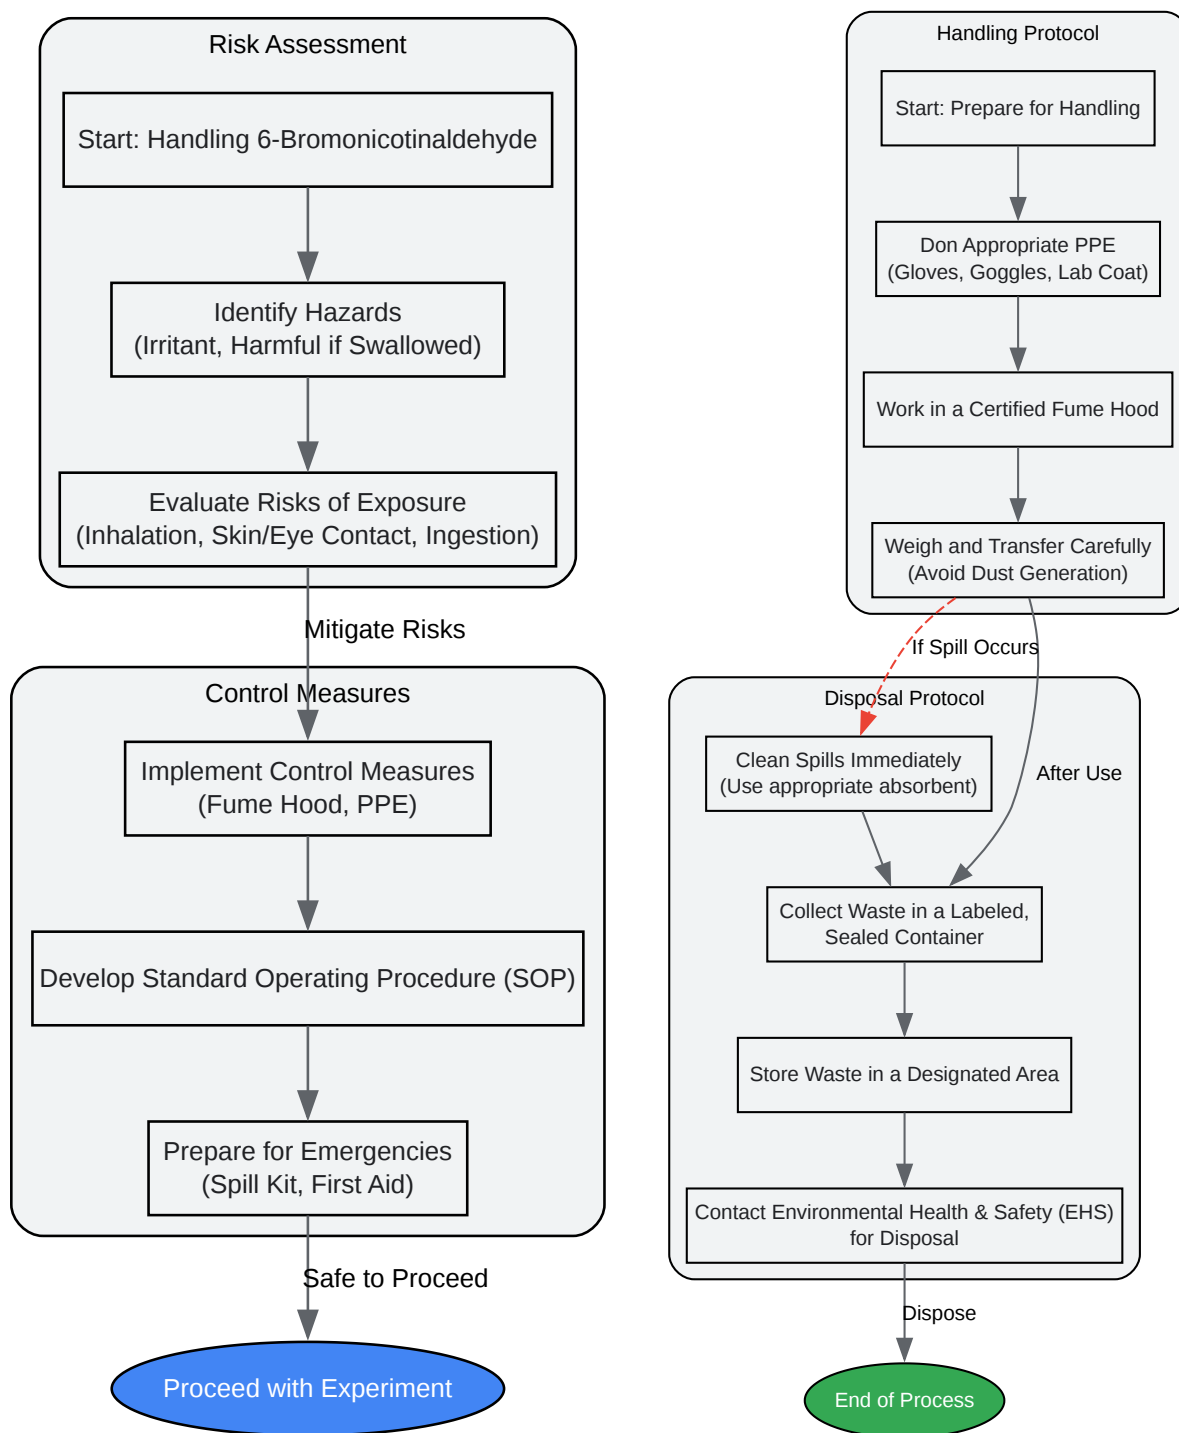 Risk Assessment
Start: Handling 6-Bromonicotinaldehyde
Identify Hazards
(Irritant, Harmful if Swallowed)
Evaluate Risks of Exposure
(Inhalation, Skin/Eye Contact, Ingestion)
Mitigate Risks
Control Measures
Implement Control Measures
(Fume Hood, PPE)
Develop Standard Operating Procedure (SOP)
Prepare for Emergencies
(Spill Kit, First Aid)
Safe to Proceed
Proceed with Experiment
Handling Protocol
Start: Prepare for Handling
Don Appropriate PPE
(Gloves, Goggles, Lab Coat)
Work in a Certified Fume Hood
Weigh and Transfer Carefully
(Avoid Dust Generation)
If Spill Occurs
Disposal Protocol
Clean Spills Immediately
(Use appropriate absorbent)
After Use
Collect Waste in a Labeled,
Sealed Container
Store Waste in a Designated Area
Contact Environmental Health & Safety (EHS)
for Disposal
Dispose
End of Process